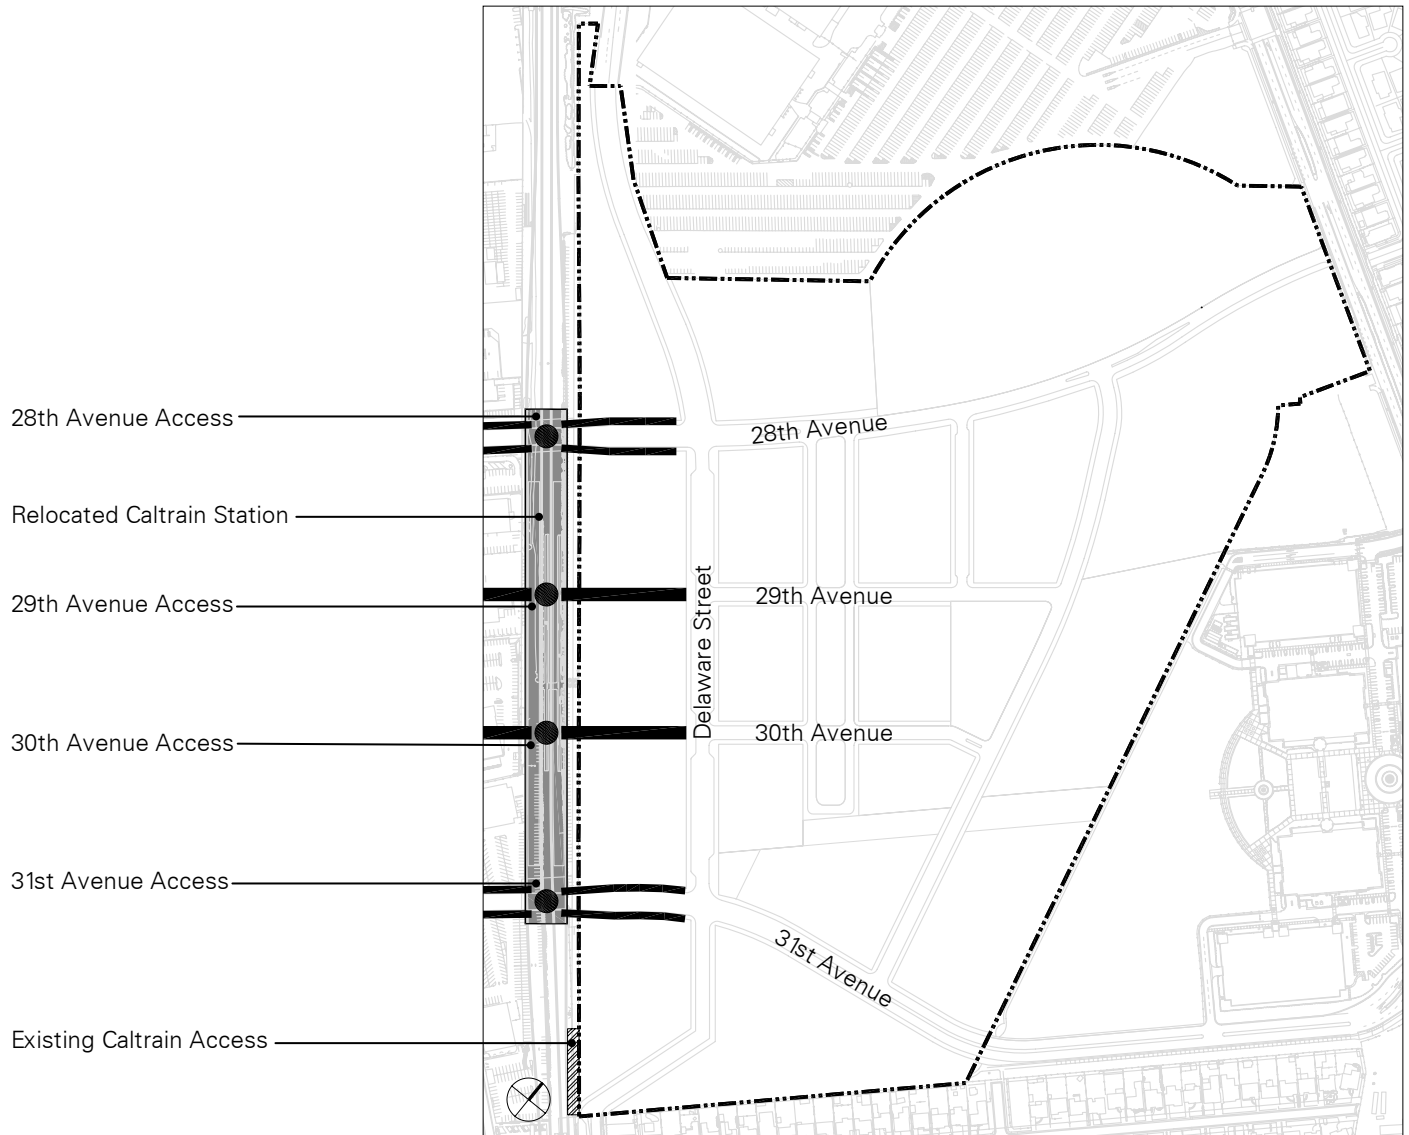 28th Avenue Access
28th Avenue
Relocated Caltrain Station
29th Avenue Access
29th Avenue
Delaware Street
30th Avenue Access
30th Avenue
31st Avenue Access
31st Avenue
Existing Caltrain Access